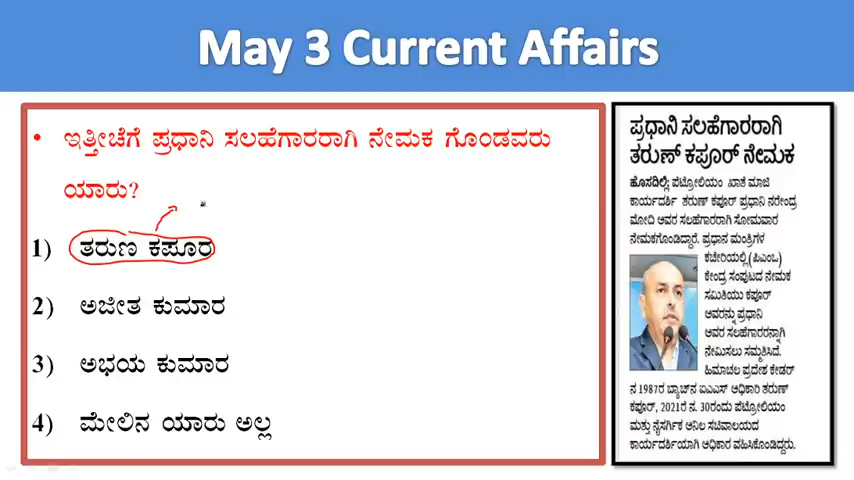 May 3 Current Affairs
• ಇತ್ತೀಚೆಗೆ ಪ್ರಧಾನಿ ಸಲಹೆಗಾರರಾಗಿ ನೇಮಕ ಗೊಂಡವರು
ಯಾರು?
1) ತರುಣ ಕಪೂರ
2) ಅಜೀತ ಕುಮಾರ
3) ಅಭಯ ಕುಮಾರ
4) ಮೇಲಿನ ಯಾರು ಅಲ್ಲ
ಪ್ರಧಾನಿ ಸಲಹೆಗಾರರಾಗಿ
ತರುಣ್ ಕಪೂರ್ ನೇಮಕ
ಹೊಸದಿಲ್ಲಿ: ಪೆಟ್ರೋಲಿಯಂ ಖಾತೆ ಮಾಜಿ
ಕಾರ್ಯದರ್ಶಿ ತರುಣ್ ಕಪೂರ್ ಪ್ರಧಾನಿ ನರೇಂದ್ರ
ಮೋದಿ ಅವರ ಸಲಹೆಗಾರರಾಗಿ ಸೋಮವಾರ
ನೇಮಕಗೊಂಡಿದ್ದಾರೆ. ಪ್ರಧಾನ ಮಂತ್ರಿಗಳ
ಕಚೇರಿಯಲ್ಲಿ (ಪಿಎಂಒ)
ಕೇಂದ್ರ ಸಂಪುಟದ ನೇಮಕ
ಸಮಿತಿಯು ಕಪೂರ್
ಅವರನ್ನು ಪ್ರಧಾನಿ
ಅವರ ಸಲಹೆಗಾರರನ್ನಾಗಿ
ನೇಮಿಸಲು ಸಮ್ಮತಿಸಿದೆ.
ಹಿಮಾಚಲ ಪ್ರದೇಶ ಕೇಡರ್
ನ 1987ರ ಬ್ಯಾಚ್‌ನ ಐಎಎಸ್ ಅಧಿಕಾರಿ ತರುಣ್
ಕಪೂರ್, 2021ರ ನ. 30ರಂದು ಪೆಟ್ರೋಲಿಯಂ
ಮತ್ತು ನೈಸರ್ಗಿಕ ಅನಿಲ ಸಚಿವಾಲಯದ
ಕಾರ್ಯದರ್ಶಿಯಾಗಿ ಅಧಿಕಾರ ವಹಿಸಿಕೊಂಡಿದ್ದರು.